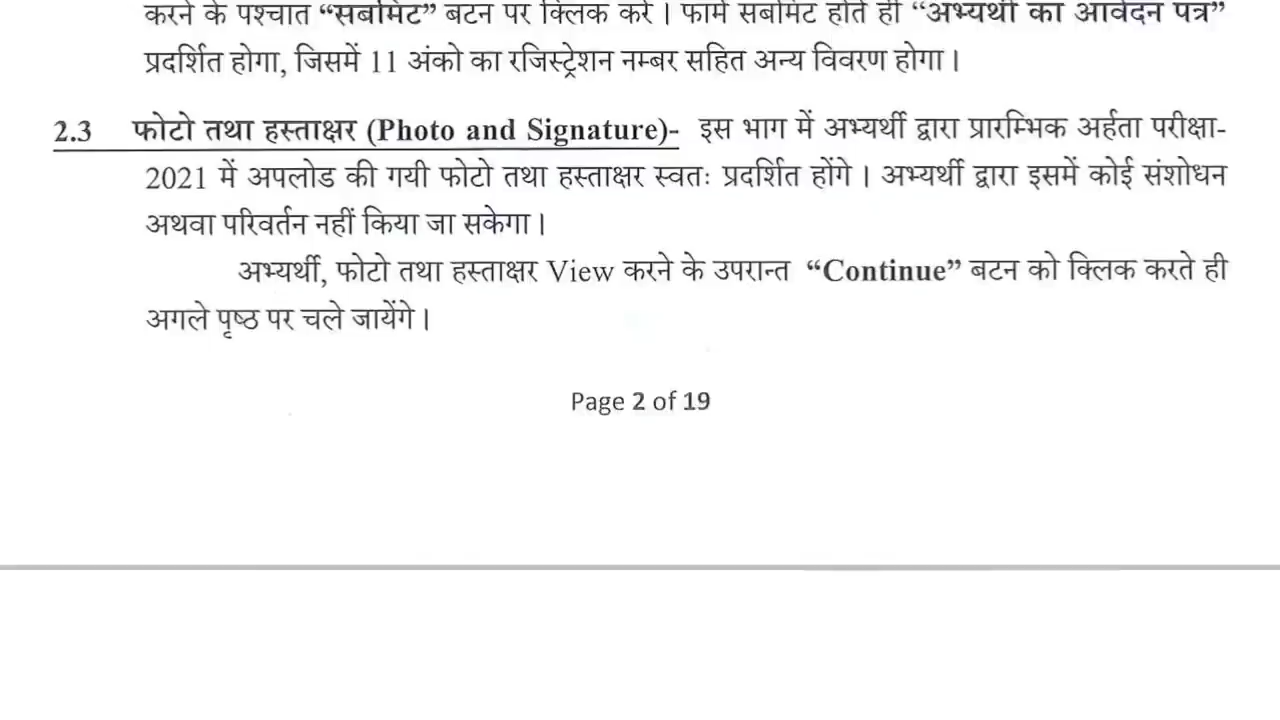 करने के पश्चात “सबमिट” बटन पर क्लिक करें। फार्म सबमिट होते ही “अभ्यर्थी का आवेदन पत्र”
प्रदर्शित होगा, जिसमें 11 अंको का रजिस्ट्रेशन नम्बर सहित अन्य विवरण होगा।
2.3 फोटो तथा हस्ताक्षर (Photo and Signature)- इस भाग में अभ्यर्थी द्वारा प्रारम्भिक अर्हता परीक्षा-
2021 में अपलोड की गयी फोटो तथा हस्ताक्षर स्वतः प्रदर्शित होंगे। अभ्यर्थी द्वारा इसमें कोई संशोधन
अथवा परिवर्तन नहीं किया जा सकेगा।
अभ्यर्थी, फोटो तथा हस्ताक्षर View करने के उपरान्त “Continue” बटन को क्लिक करते ही
अगले पृष्ठ पर चले जायेंगे।
Page 2 of 19